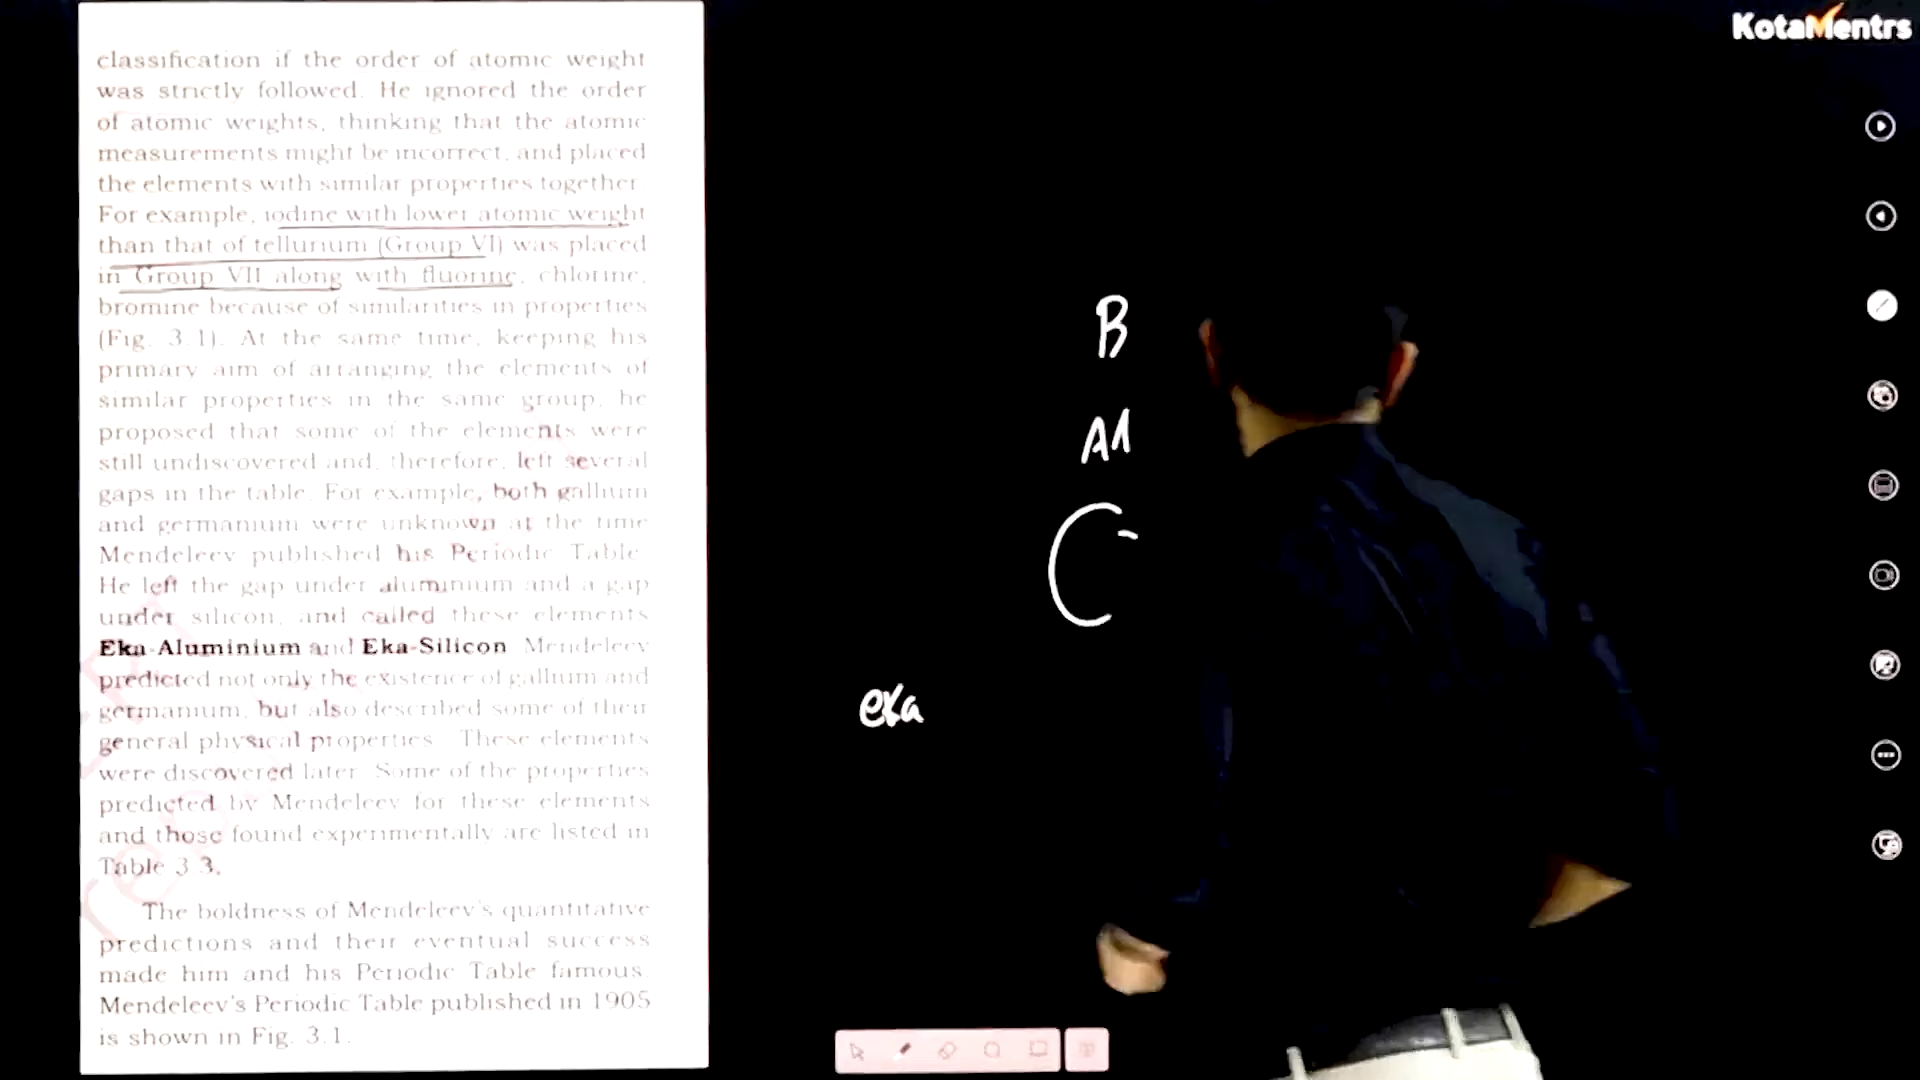 classification if the order of atomic weight
was strictly followed. He ignored the order
of atomic weights, thinking that the atomic
measurements might be incorrect, and placed
the elements with similar properties together.
For example, iodine with lower atomic weight
than that of tellurium (Group VI) was placed
in Group VII along with fluorine, chlorine,
bromine because of similarities in properties
(Fig. 3.1). At the same time, keeping his
primary aim of arranging the elements of
similar properties in the same group, he
proposed that some of the elements were
still undiscovered and, therefore, left several
gaps in the table. For example, both gallium
and germanium were unknown at the time
Mendeleev published his Periodic Table.
He left the gap under aluminium and a gap
under silicon, and called these elements
Eka-Aluminium and Eka-Silicon. Mendeleev
predicted not only the existence of gallium and
germanium, but also described some of their
general physical properties. These elements
were discovered later. Some of the properties
predicted by Mendeleev for these elements
and those found experimentally are listed in
Table 3.3.
The boldness of Mendeleev's quantitative
predictions and their eventual success
made him and his Periodic Table famous.
Mendeleev's Periodic Table published in 1905
is shown in Fig. 3.1.
KotaMentrs
B
Al
eka